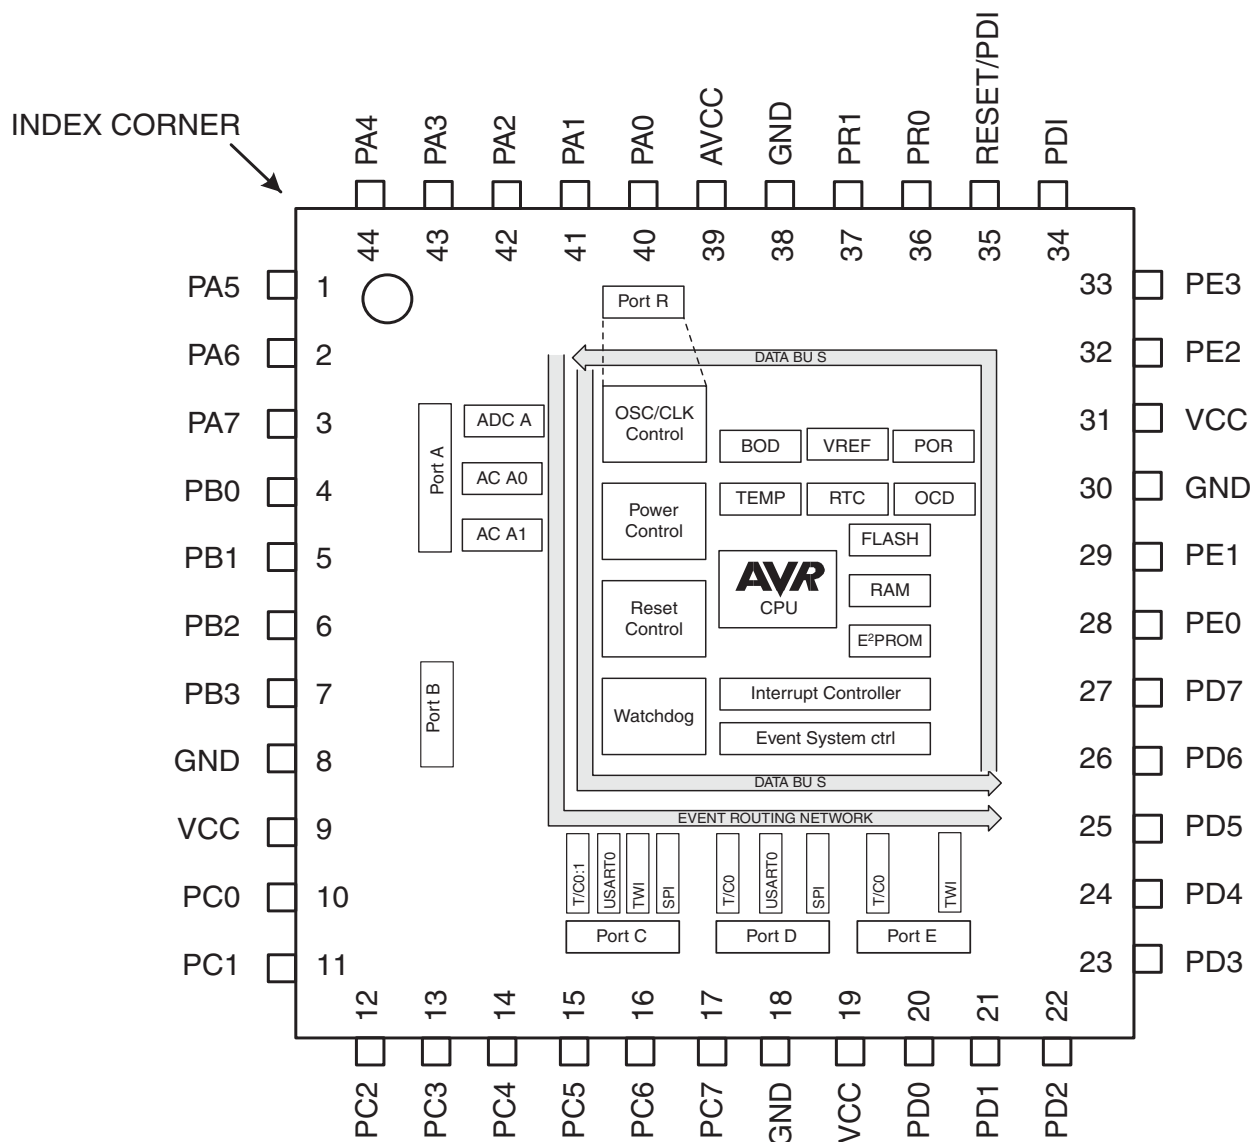 INDEX CORNER
PA4
PA3
PA2
PA1
PA0
AVCC
GND
PR1
PR0
RESET/PDI
PDI
44
43
42
41
40
39
38
37
36
35
34
PA5
1
PA6
2
PA7
3
PB0
4
PB1
5
PB2
6
PB3
7
GND
8
VCC
9
PC0
10
PC1
11
33
PE3
32
PE2
31
VCC
30
GND
29
PE1
28
PE0
27
PD7
26
PD6
25
PD5
24
PD4
23
PD3
Port R
DATA BU S
OSC/CLK
Control
BOD
VREF
POR
Power
Control
TEMP
RTC
OCD
FLASH
AVR
CPU
RAM
E²PROM
Reset
Control
Watchdog
Interrupt Controller
Event System ctrl
DATA BU S
EVENT ROUTING NETWORK
Port A
ADC A
AC A0
AC A1
Port B
T/C0:1
USART0
TWI
SPI
T/C0
USART0
SPI
T/C0
TWI
Port C
Port D
Port E
12
13
14
15
16
17
18
19
20
21
22
PC2
PC3
PC4
PC5
PC6
PC7
GND
VCC
PD0
PD1
PD2